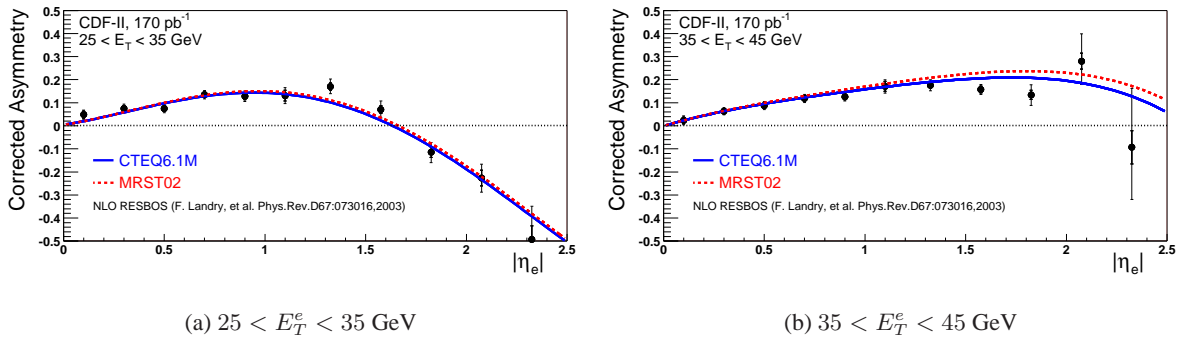 CDF-II, 170 pb⁻¹
25 < E_T < 35 GeV
Corrected Asymmetry
0.5
0.4
0.3
0.2
0.1
0
-0.1
-0.2
-0.3
-0.4
-0.5
CTEQ6.1M
MRST02
NLO RESBOS (F. Landry, et al. Phys.Rev.D67:073016,2003)
0 0.5 1 1.5 2 2.5
|η_e|
(a) 25 < E_T^e < 35 GeV
CDF-II, 170 pb⁻¹
35 < E_T < 45 GeV
Corrected Asymmetry
0.5
0.4
0.3
0.2
0.1
0
-0.1
-0.2
-0.3
-0.4
-0.5
CTEQ6.1M
MRST02
NLO RESBOS (F. Landry, et al. Phys.Rev.D67:073016,2003)
0 0.5 1 1.5 2 2.5
|η_e|
(b) 35 < E_T^e < 45 GeV